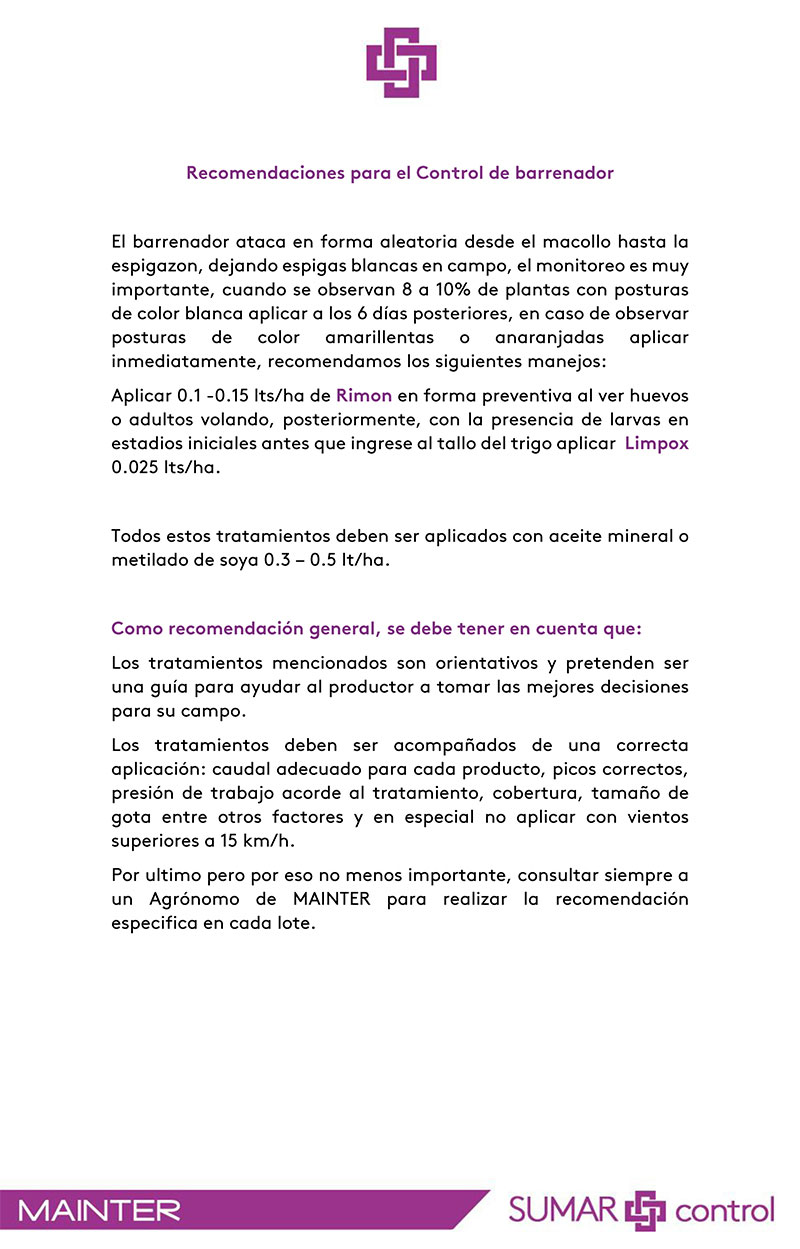 Recomendaciones para el Control de barrenador
El barrenador ataca en forma aleatoria desde el macollo hasta la
espigazon, dejando espigas blancas en campo, el monitoreo es muy
importante, cuando se observan 8 a 10% de plantas con posturas
de color blanca aplicar a los 6 días posteriores, en caso de observar
posturas de color amarillentas o anaranjadas aplicar
inmediatamente, recomendamos los siguientes manejos:
Aplicar 0.1 -0.15 lts/ha de Rimon en forma preventiva al ver huevos
o adultos volando, posteriormente, con la presencia de larvas en
estadios iniciales antes que ingrese al tallo del trigo aplicar Limpox
0.025 lts/ha.
Todos estos tratamientos deben ser aplicados con aceite mineral o
metilado de soya 0.3 – 0.5 lt/ha.
Como recomendación general, se debe tener en cuenta que:
Los tratamientos mencionados son orientativos y pretenden ser
una guía para ayudar al productor a tomar las mejores decisiones
para su campo.
Los tratamientos deben ser acompañados de una correcta
aplicación: caudal adecuado para cada producto, picos correctos,
presión de trabajo acorde al tratamiento, cobertura, tamaño de
gota entre otros factores y en especial no aplicar con vientos
superiores a 15 km/h.
Por ultimo pero por eso no menos importante, consultar siempre a
un Agrónomo de MAINTER para realizar la recomendación
especifica en cada lote.
MAINTER
SUMAR control